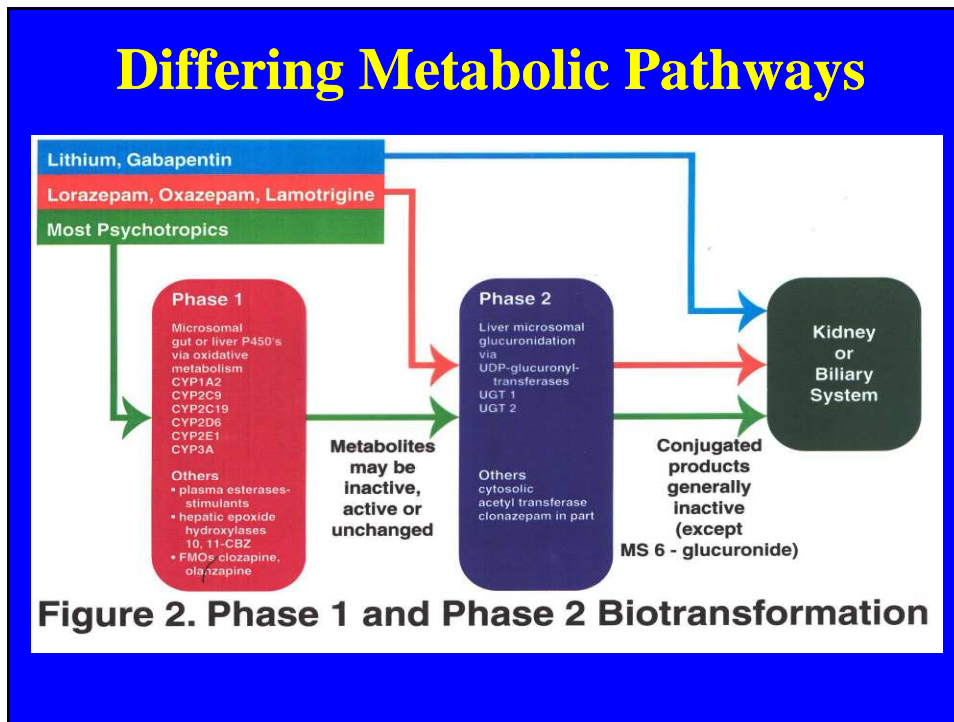 Differing Metabolic Pathways
Lithium, Gabapentin
Lorazepam, Oxazepam, Lamotrigine
Most Psychotropics
Phase 1
Microsomal
gut or liver P450's
via oxidative
metabolism
CYP1A2
CYP2C9
CYP2C19
CYP2D6
CYP2E1
CYP3A
Others
• plasma esterases-
stimulants
• hepatic epoxide
hydroxylases
10, 11-CBZ
• FMOs clozapine,
olanzapine
Metabolites
may be
inactive,
active or
unchanged
Phase 2
Liver microsomal
glucuronidation
via
UDP-glucuronyl-
transferases
UGT 1
UGT 2
Others
cytosolic
acetyl transferase
clonazepam in part
Conjugated
products
generally
inactive
(except
MS 6 - glucuronide)
Kidney
or
Biliary
System
Figure 2. Phase 1 and Phase 2 Biotransformation